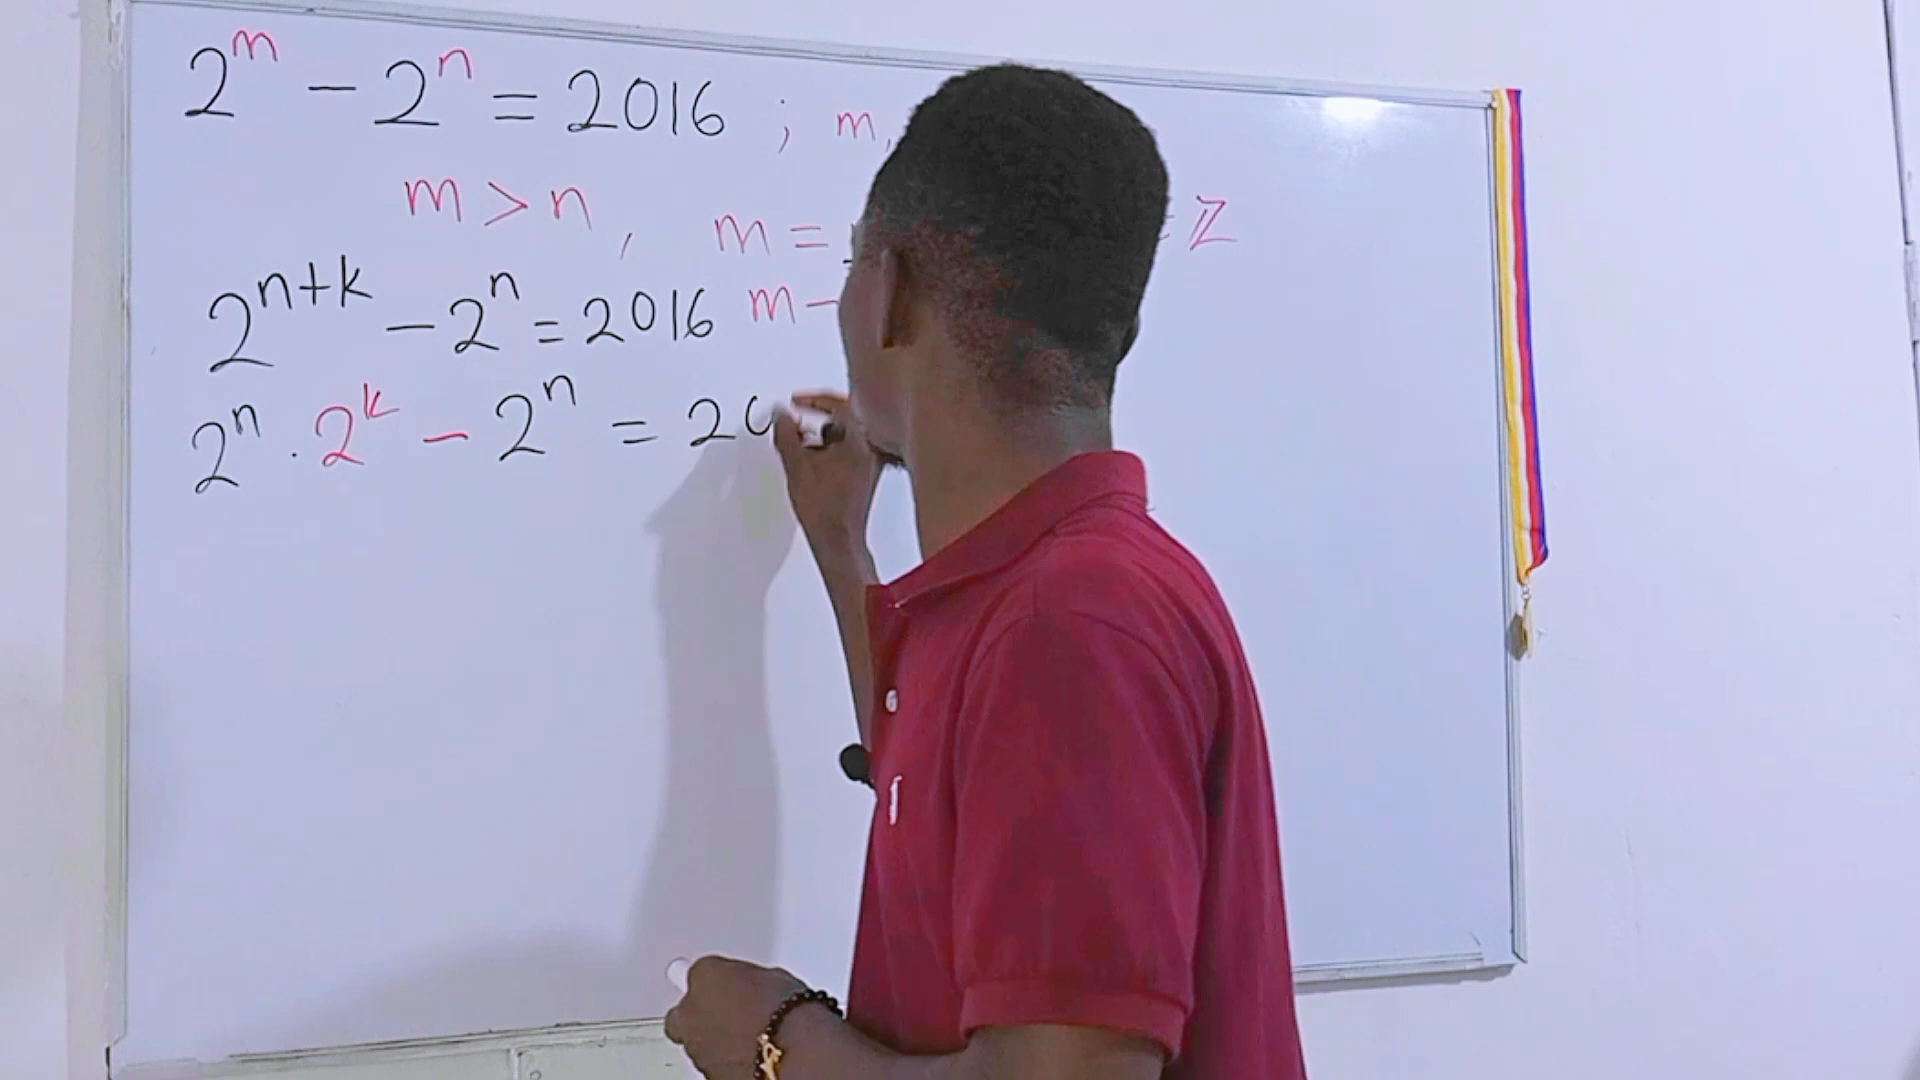 2^m - 2^n = 2016 ; m,
m > n , m = ∈ ℤ
2^{n+k} - 2^n = 2016 m -
2^n · 2^k - 2^n = 20